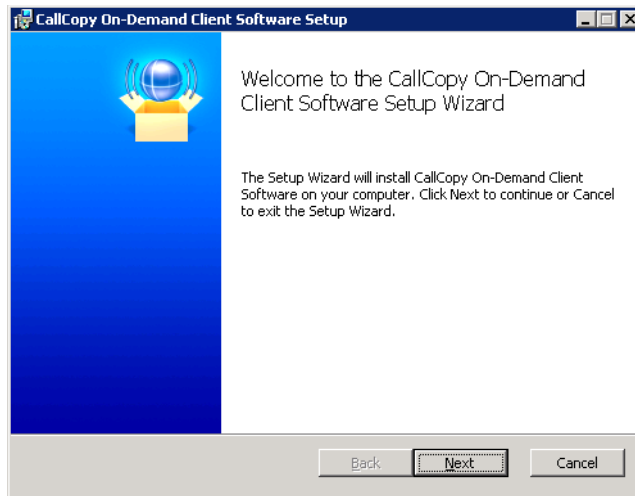 CallCopy On-Demand Client Software Setup
Welcome to the CallCopy On-Demand
Client Software Setup Wizard
The Setup Wizard will install CallCopy On-Demand Client
Software on your computer. Click Next to continue or Cancel
to exit the Setup Wizard.
Back Next Cancel